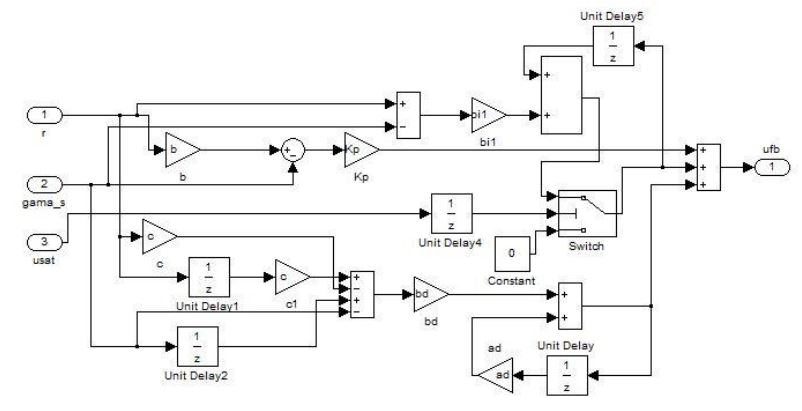 Unit Delay5
1
z
1
r
+
-
bi1
bi1
+
+
b
b
+
-
Kp
Kp
+
+
+
ufb
1
2
gama_s
3
usat
1
z
Unit Delay4
0
Constant
Switch
c
c
1
z
Unit Delay1
c
c1
+
-
+
-
bd
bd
+
+
1
z
Unit Delay2
ad
ad
Unit Delay
1
z